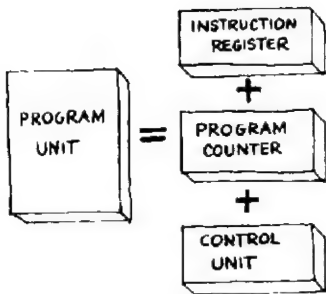 PROGRAM
UNIT
=
INSTRUCTION
REGISTER
+
PROGRAM
COUNTER
+
CONTROL
UNIT